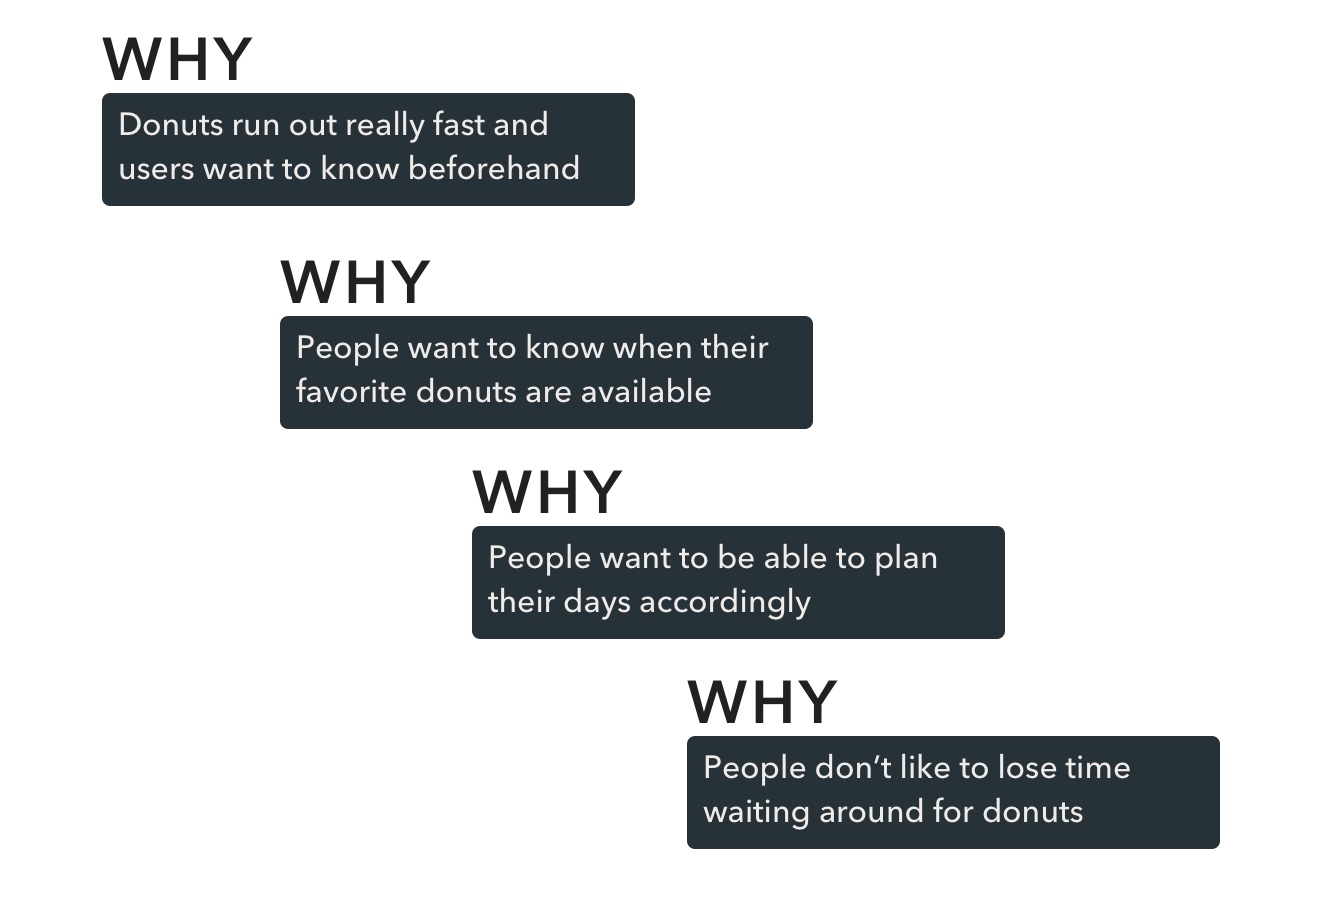 WHY
Donuts run out really fast and
users want to know beforehand
WHY
People want to know when their
favorite donuts are available
WHY
People want to be able to plan
their days accordingly
WHY
People don’t like to lose time
waiting around for donuts